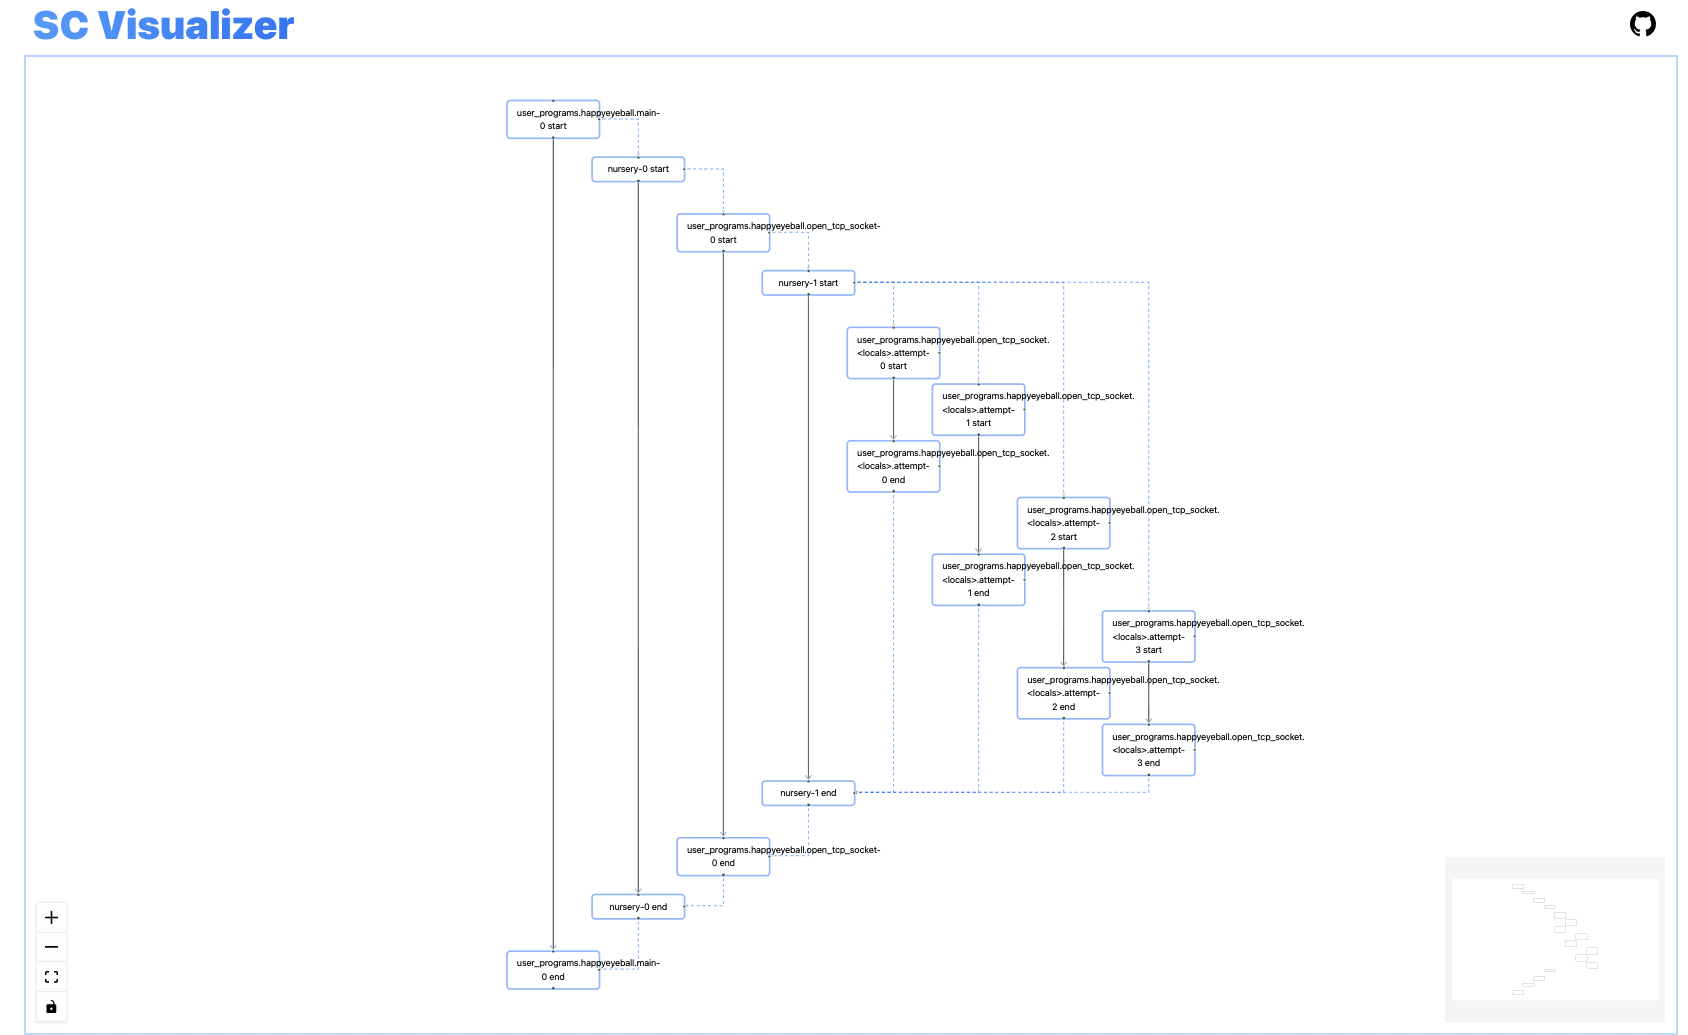 SC Visualizer
user_programs.happyeyeball.main-
0 start
nursery-0 start
user_programs.happyeyeball.open_tcp_socket-
0 start
nursery-1 start
user_programs.happyeyeball.open_tcp_socket.
<locals>.attempt-
0 start
user_programs.happyeyeball.open_tcp_socket.
<locals>.attempt-
1 start
user_programs.happyeyeball.open_tcp_socket.
<locals>.attempt-
0 end
user_programs.happyeyeball.open_tcp_socket.
<locals>.attempt-
2 start
user_programs.happyeyeball.open_tcp_socket.
<locals>.attempt-
1 end
user_programs.happyeyeball.open_tcp_socket.
<locals>.attempt-
3 start
user_programs.happyeyeball.open_tcp_socket.
<locals>.attempt-
2 end
user_programs.happyeyeball.open_tcp_socket.
<locals>.attempt-
3 end
nursery-1 end
user_programs.happyeyeball.open_tcp_socket-
0 end
nursery-0 end
user_programs.happyeyeball.main-
0 end